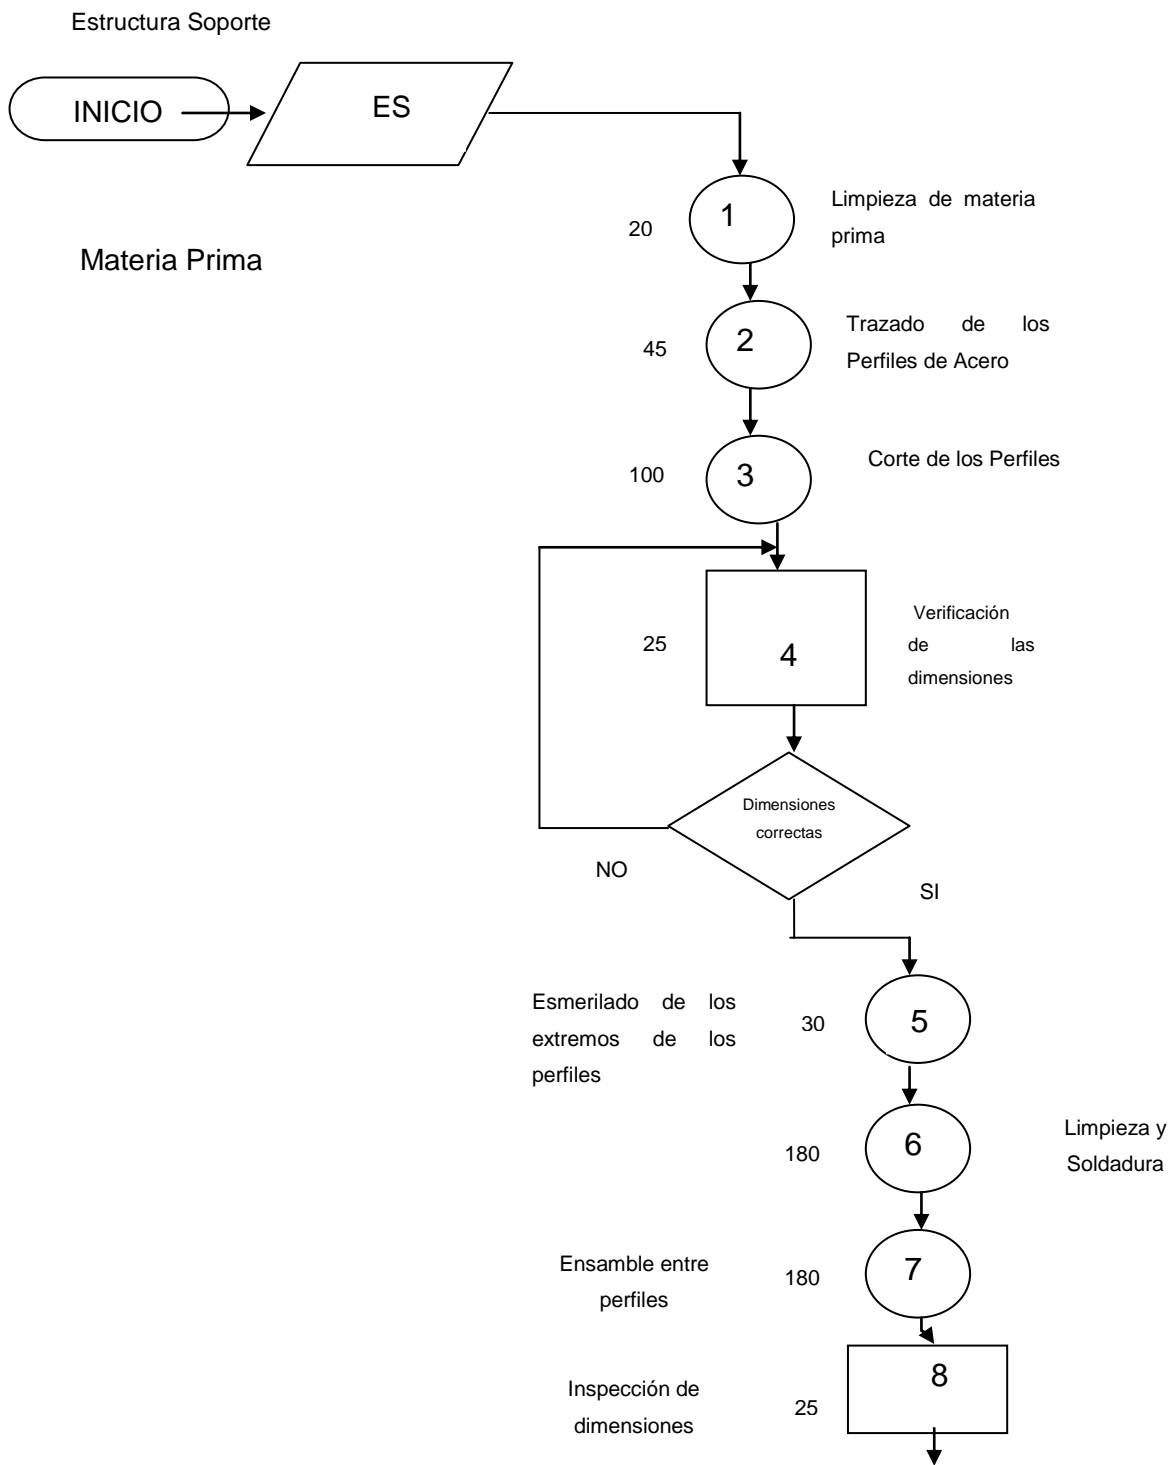 Estructura Soporte
INICIO
ES
1
Limpieza de materia
prima
20
Materia Prima
2
Trazado de los
Perfiles de Acero
45
3
Corte de los Perfiles
100
Verificación
de las
dimensiones
25
4
Dimensiones
correctas
NO
SI
Esmerilado de los
extremos de los
perfiles
30
5
180
6
Limpieza y
Soldadura
Ensamble entre
perfiles
180
7
8
Inspección de
dimensiones
25